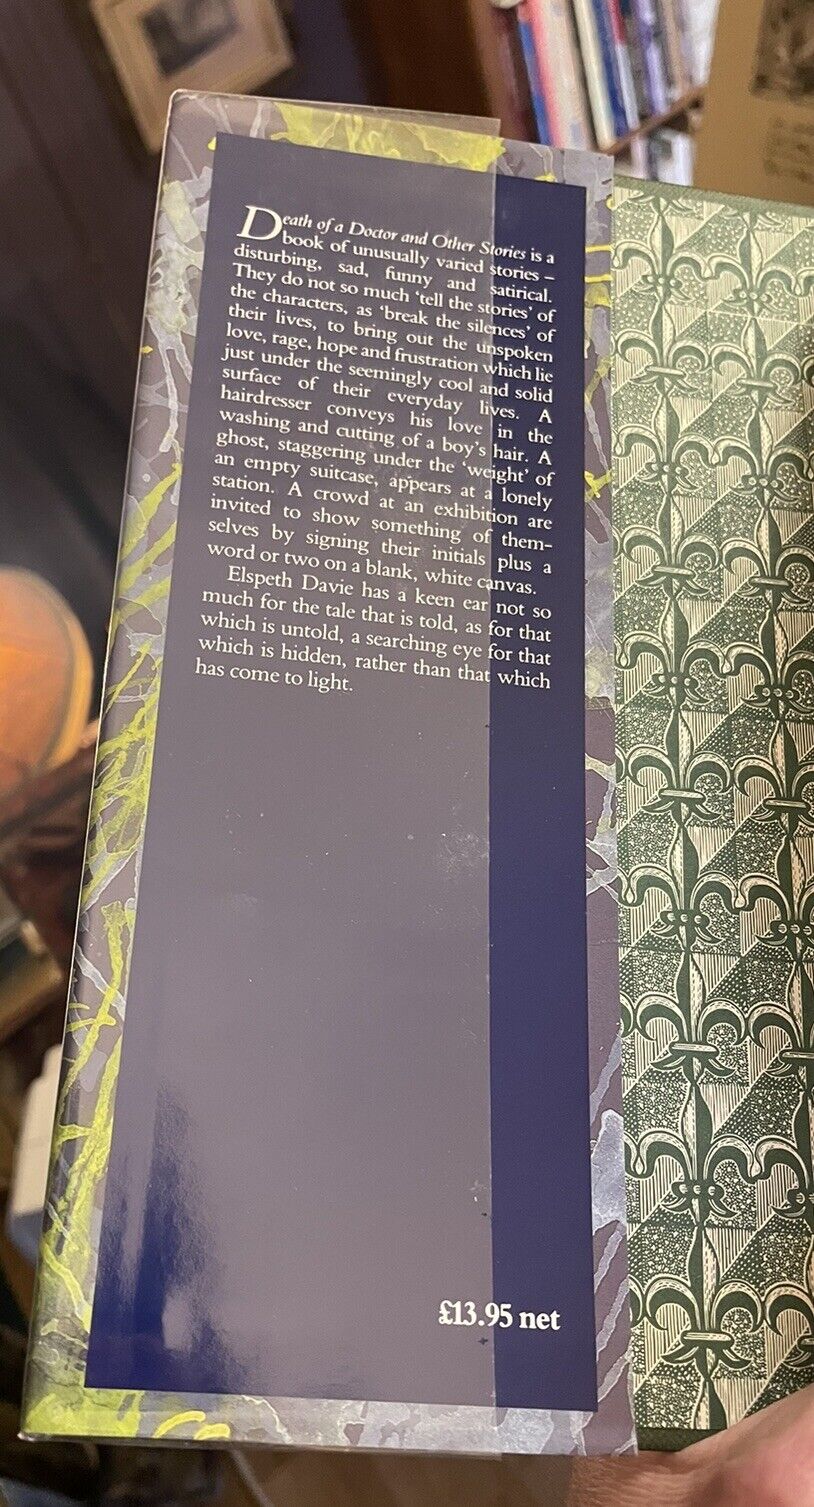 Death of a Doctor and Other Stories is a
book of unusually varied stories –
disturbing, sad, funny and satirical.
They do not so much 'tell the stories' of
the characters, as 'break the silences' of
their lives, to bring out the unspoken
love, rage, hope and frustration which lie
just under the seemingly cool and solid
surface of their everyday lives. A
hairdresser conveys his love in the
washing and cutting of a boy's hair. A
ghost, staggering under the 'weight' of
an empty suitcase, appears at a lonely
station. A crowd at an exhibition are
invited to show something of them-
selves by signing their initials plus a
word or two on a blank, white canvas.
Elspeth Davie has a keen ear not so
much for the tale that is told, as for that
which is untold, a searching eye for that
which is hidden, rather than that which
has come to light.
£13.95 net